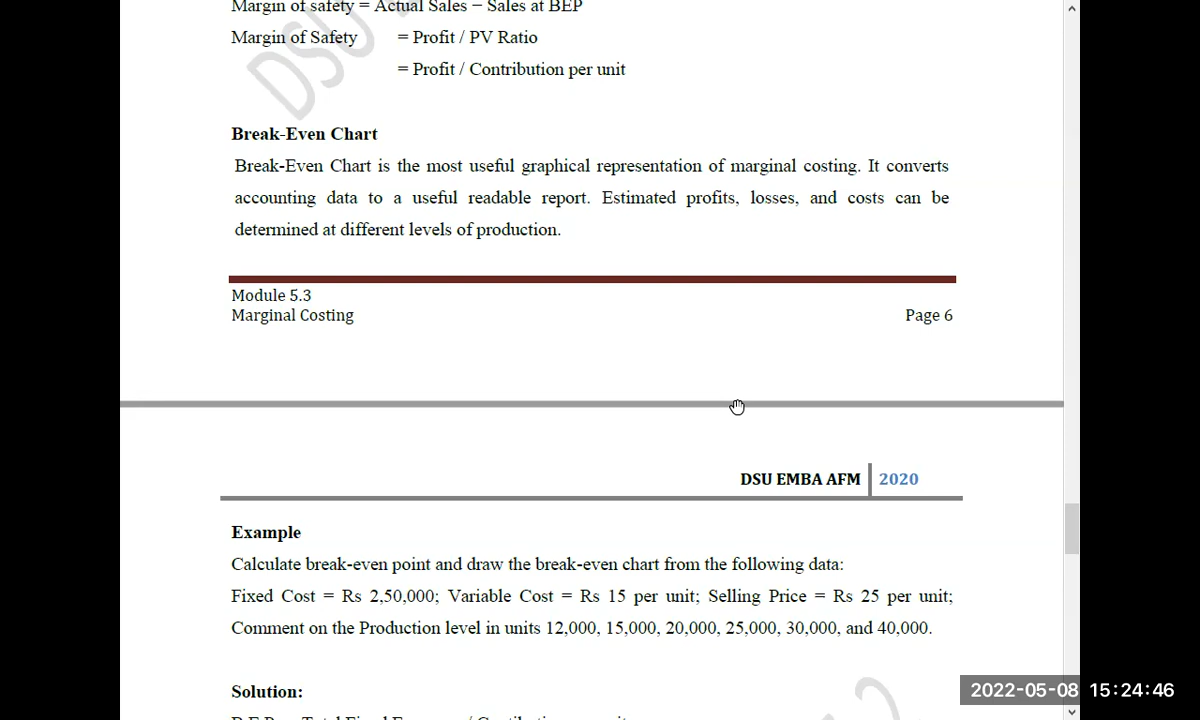 Margin of safety = Actual Sales – Sales at BEP
Margin of Safety = Profit / PV Ratio
= Profit / Contribution per unit
Break-Even Chart
Break-Even Chart is the most useful graphical representation of marginal costing. It converts
accounting data to a useful readable report. Estimated profits, losses, and costs can be
determined at different levels of production.
Module 5.3
Marginal Costing Page 6
DSU EMBA AFM 2020
Example
Calculate break-even point and draw the break-even chart from the following data:
Fixed Cost = Rs 2,50,000; Variable Cost = Rs 15 per unit; Selling Price = Rs 25 per unit;
Comment on the Production level in units 12,000, 15,000, 20,000, 25,000, 30,000, and 40,000.
Solution:
2022-05-08 15:24:46
DSU